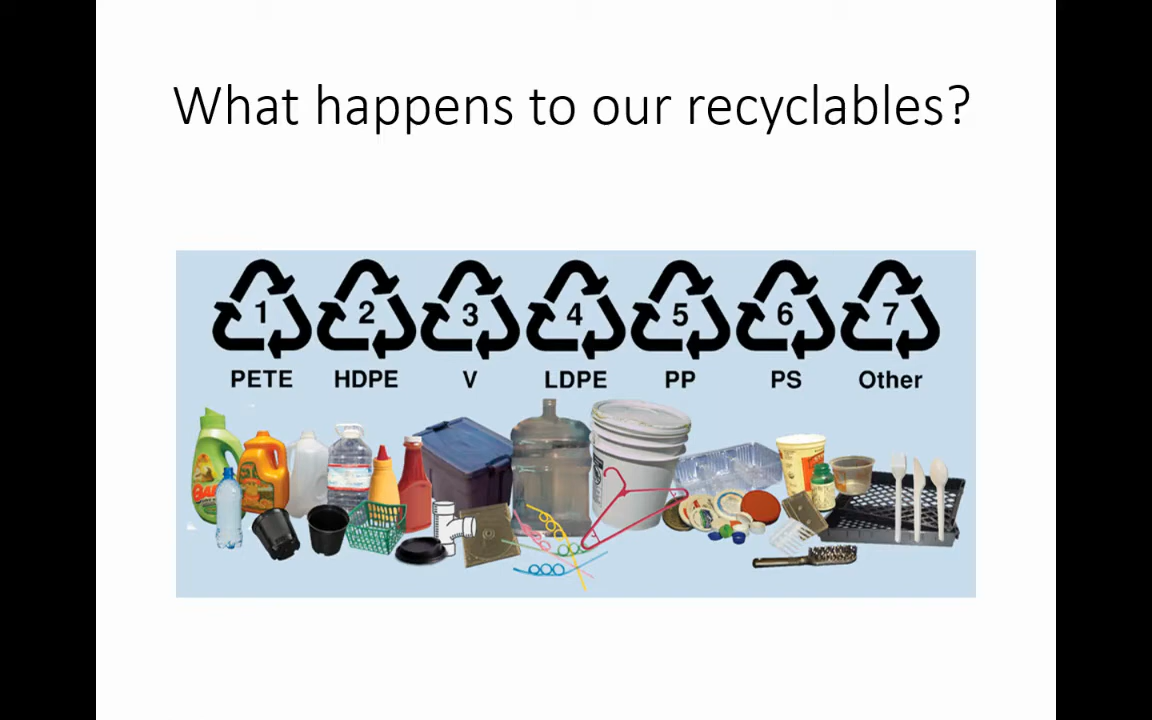 What happens to our recyclables?
1 2 3 4 5 6 7
PETE HDPE V LDPE PP PS Other